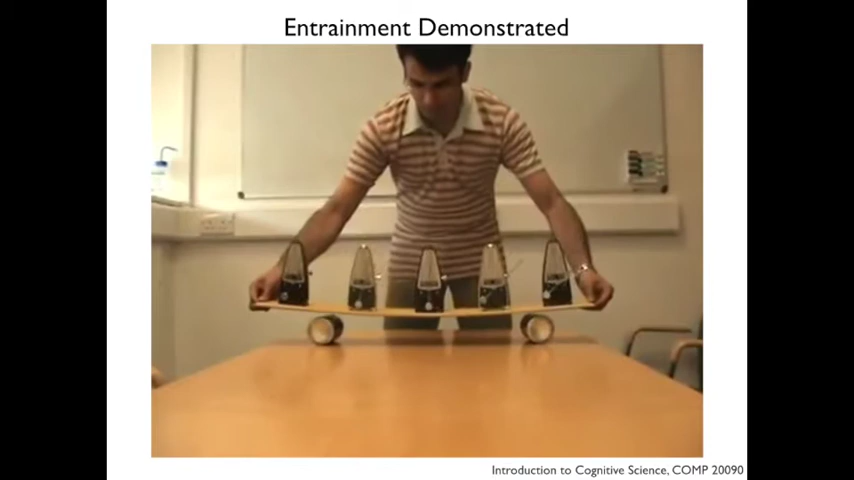 Entrainment Demonstrated
Introduction to Cognitive Science, COMP 20090